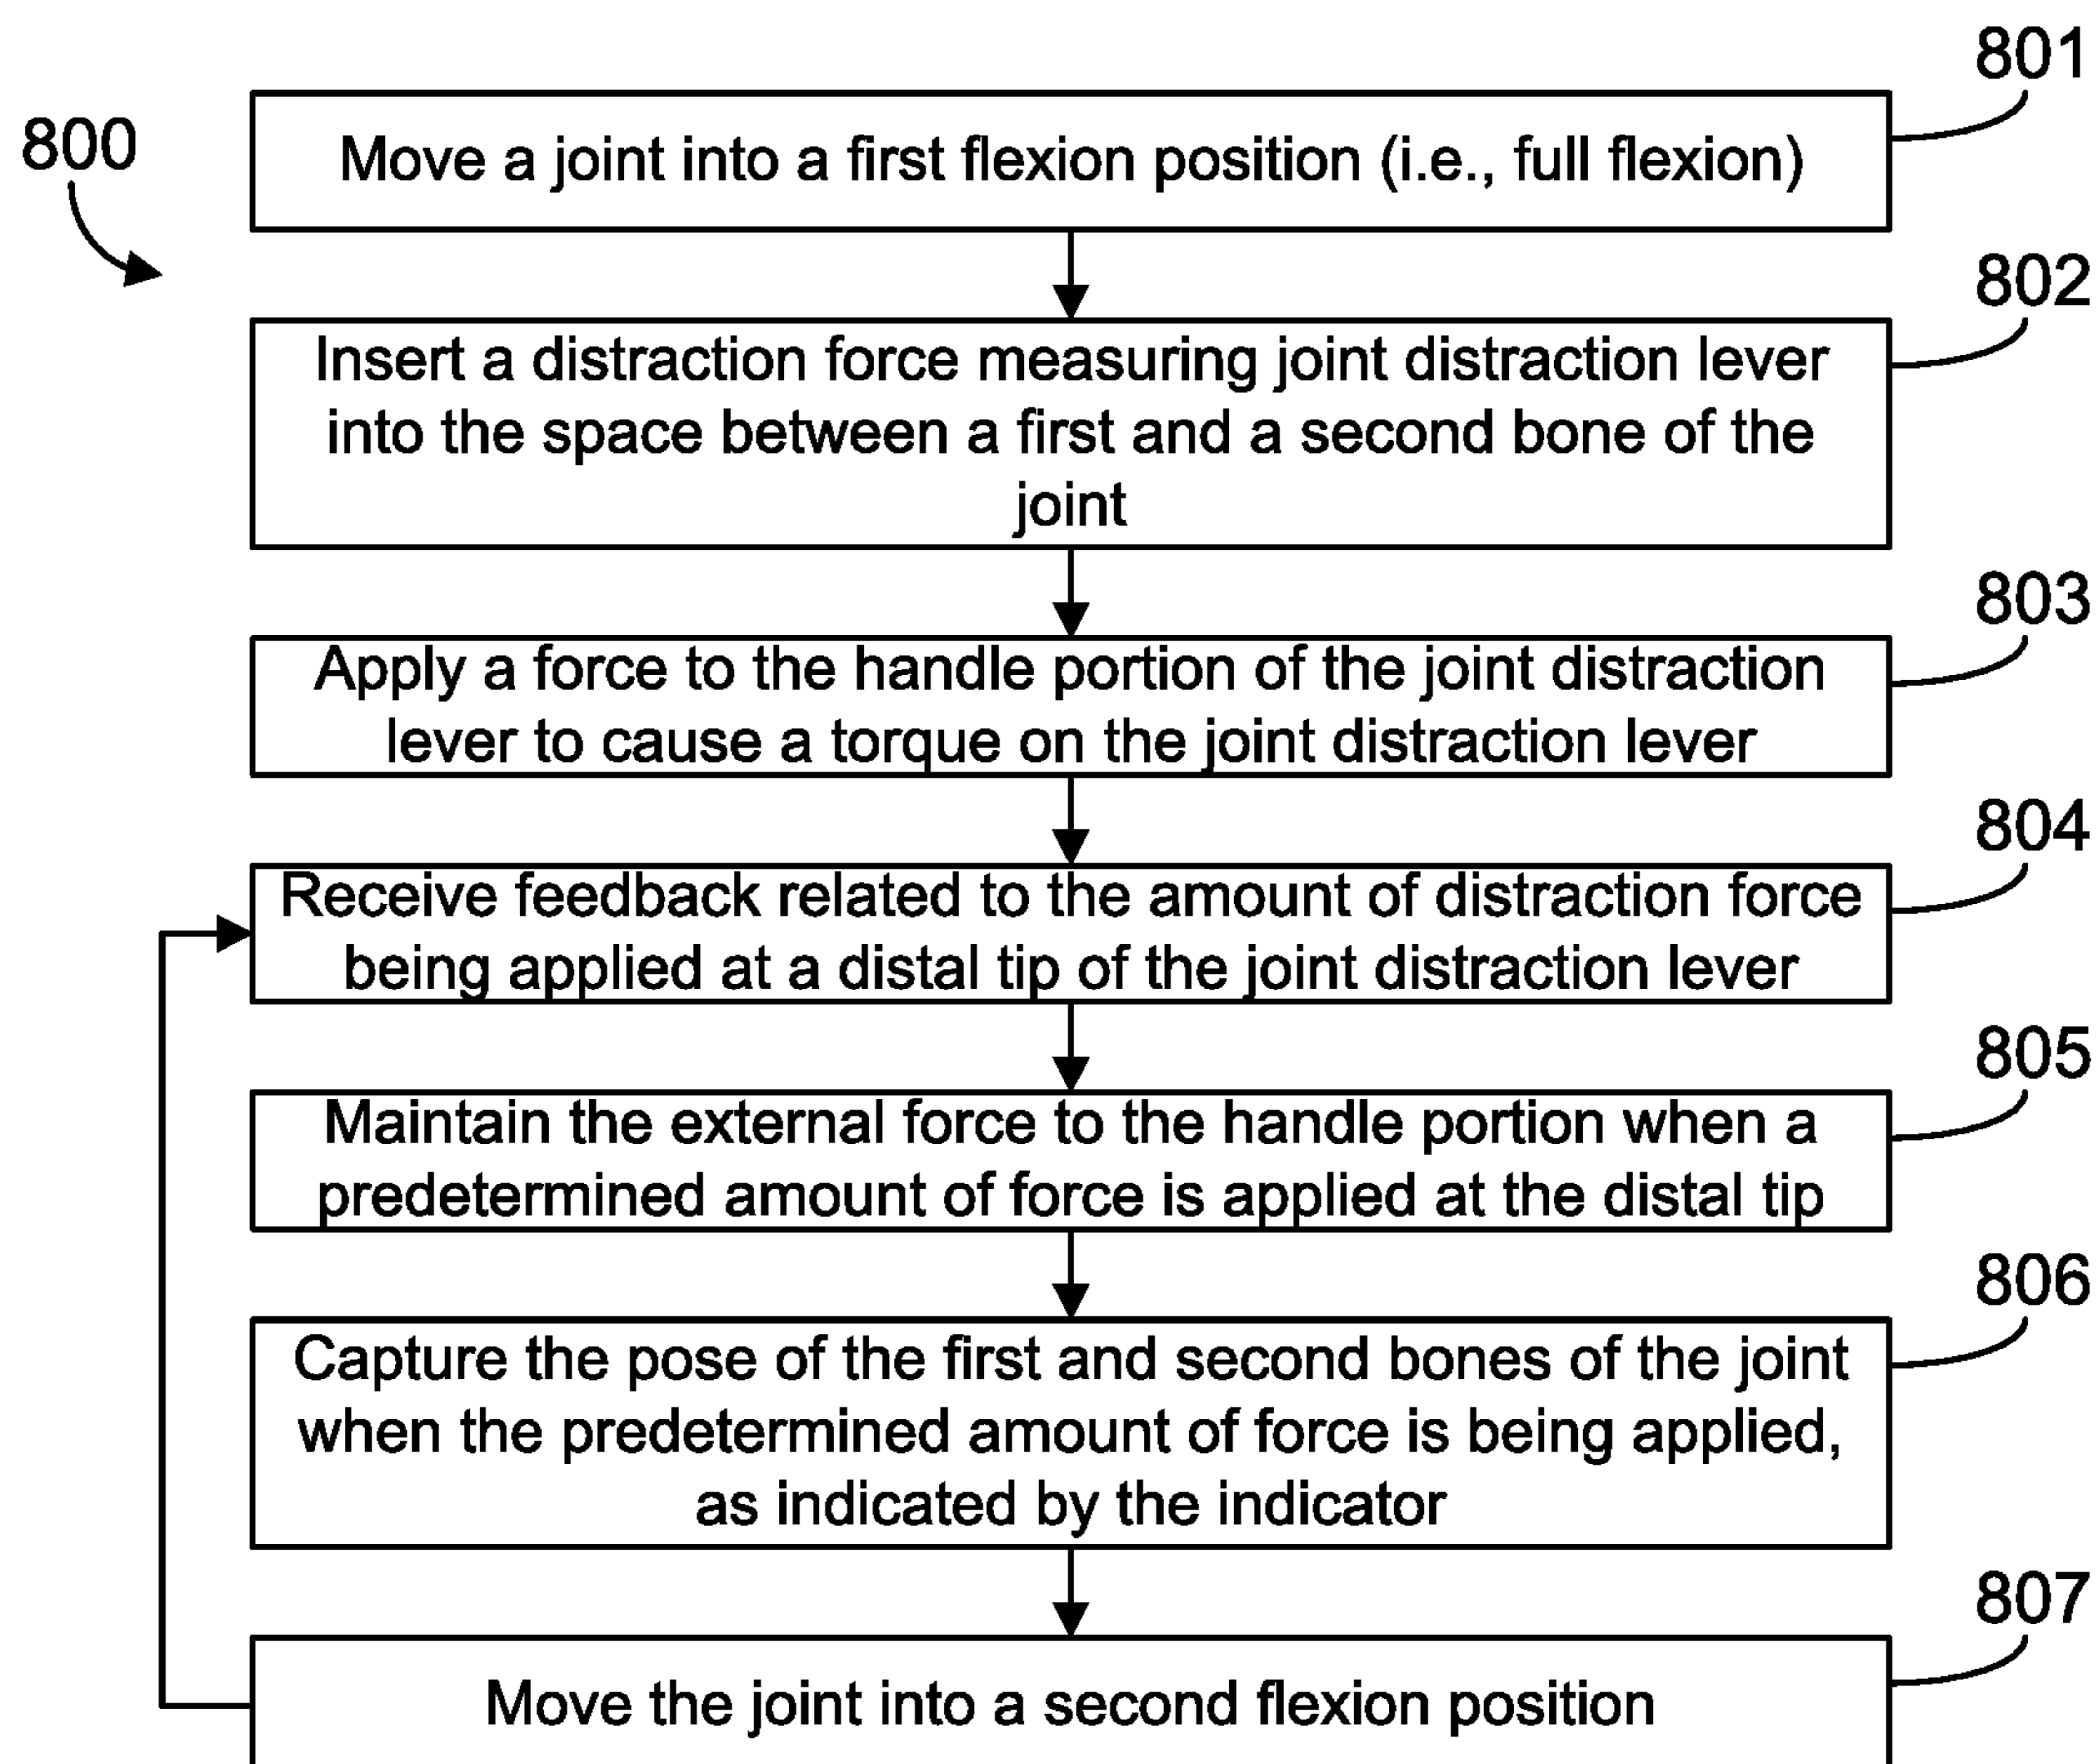 801
800
Move a joint into a first flexion position (i.e., full flexion)
802
Insert a distraction force measuring joint distraction lever
into the space between a first and a second bone of the
joint
803
Apply a force to the handle portion of the joint distraction
lever to cause a torque on the joint distraction lever
804
Receive feedback related to the amount of distraction force
being applied at a distal tip of the joint distraction lever
805
Maintain the external force to the handle portion when a
predetermined amount of force is applied at the distal tip
806
Capture the pose of the first and second bones of the joint
when the predetermined amount of force is being applied,
as indicated by the indicator
807
Move the joint into a second flexion position